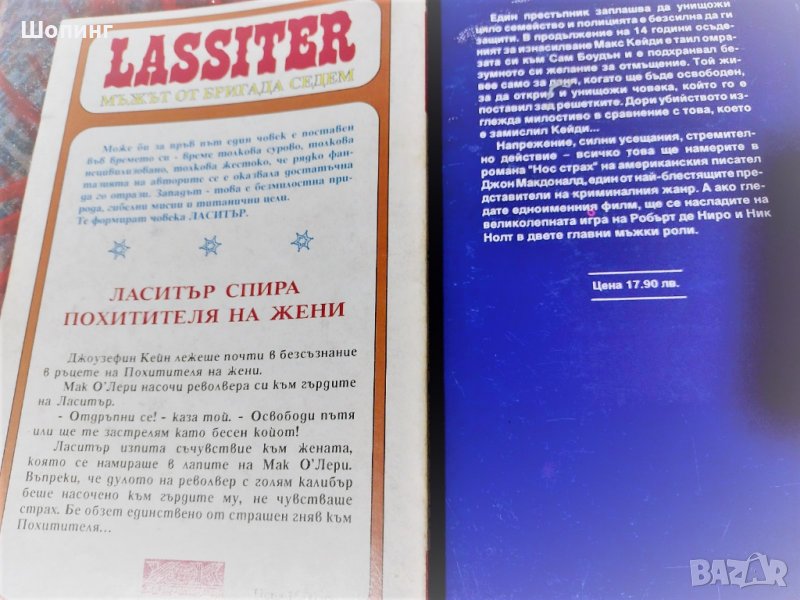 Шопинг
LASSITER
МЪЖЪТ ОТ БРИГАДА СЕДЕМ
Може би за пръв път един човек е поставен
във времето си - време толкова сурово, толкова
нецивилизовано, толкова жестоко, че рядко фан-
тазията на авторите се е оказвала достатъчна
да го отрази. Западът - това е безмилостна при-
рода, гибелни мисии и титанични цели.
Те формират човека ЛАСИТЪР.
ЛАСИТЪР СПИРА
ПОХИТИТЕЛЯ НА ЖЕНИ
Джоузефин Кейн лежеше почти в безсъзнание
в ръцете на Похитителя на жени.
Мак О'Лери насочи револвера си към гърдите
на Ласитър.
- Отдръпни се! - каза той. - Освободи пътя
или ще те застрелям като бесен койот!
Ласитър изпита съчувствие към жената,
която се намираше в лапите на Мак О'Лери.
Въпреки, че дулото на револвер с голям калибър
беше насочено към гърдите му, не чувстваше
страх. Бе обзет единствено от страшен гняв към
Похитителя...
Един престъпник заплашва да унищожи
цяло семейство и полицията е безсилна да ги
защити. В продължение на 14 години осъде-
ният за изнасилване Макс Кейди е таил омра-
зата си към Сам Боудън и е подхранвал бе-
зумното си желание за отмъщение. Той жи-
вее само за деня, когато ще бъде освободен,
за да открие и унищожи човека, който го е
поставил зад решетките. Дори убийството из-
глежда милостиво в сравнение с това, което
е замислил Кейди...
Напрежение, силни усещания, стремител-
но действие - всичко това ще намерите в
романа "Нос страх" на американския писател
Джон Макдоналд, един от най-блестящите пре-
дставители на криминалния жанр. А ако гле-
дате едноименния филм, ще се насладите на
великолепната игра на Робърт де Ниро и Ник
Нолт в двете главни мъжки роли.
Цена 17.90 лв.
BAZAR